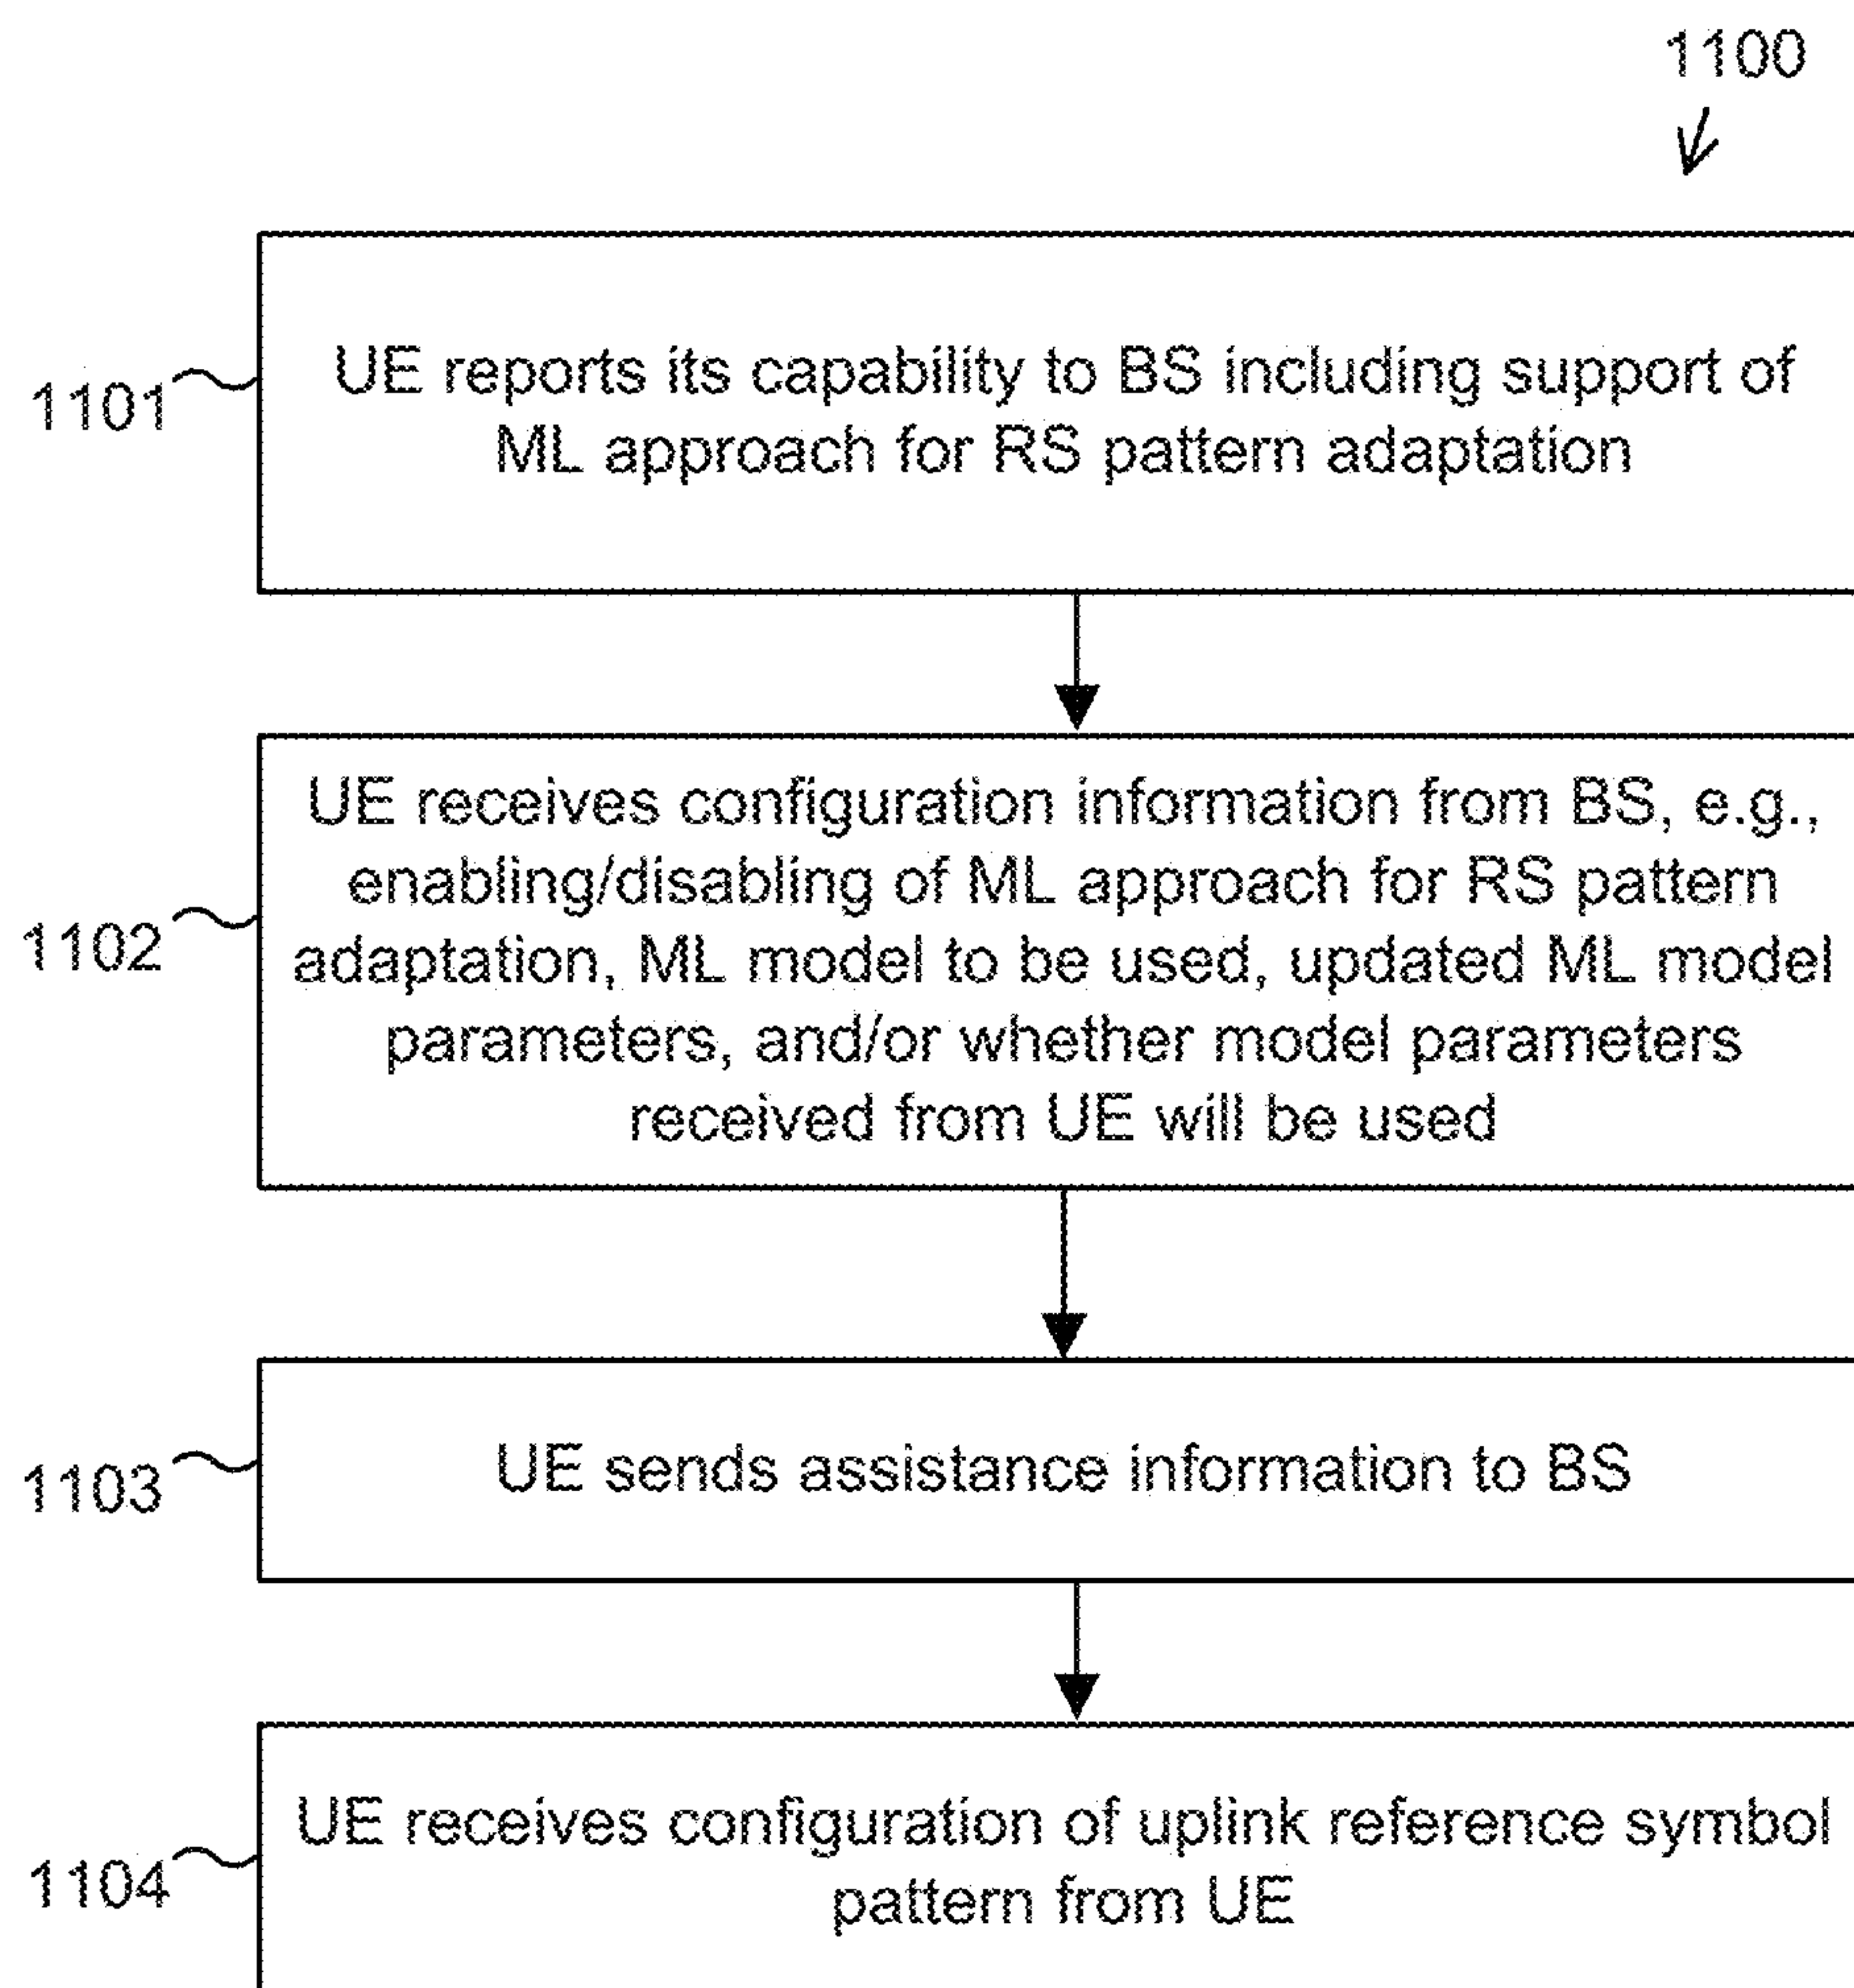 1100
1101
UE reports its capability to BS including support of
ML approach for RS pattern adaptation
UE receives configuration information from BS, e.g.,
enabling/disabling of ML approach for RS pattern
1102
adaptation, ML model to be used, updated ML model
parameters, and/or whether model parameters
received from UE will be used
1103
UE sends assistance information to BS
UE receives configuration of uplink reference symbol
1104
pattern from UE